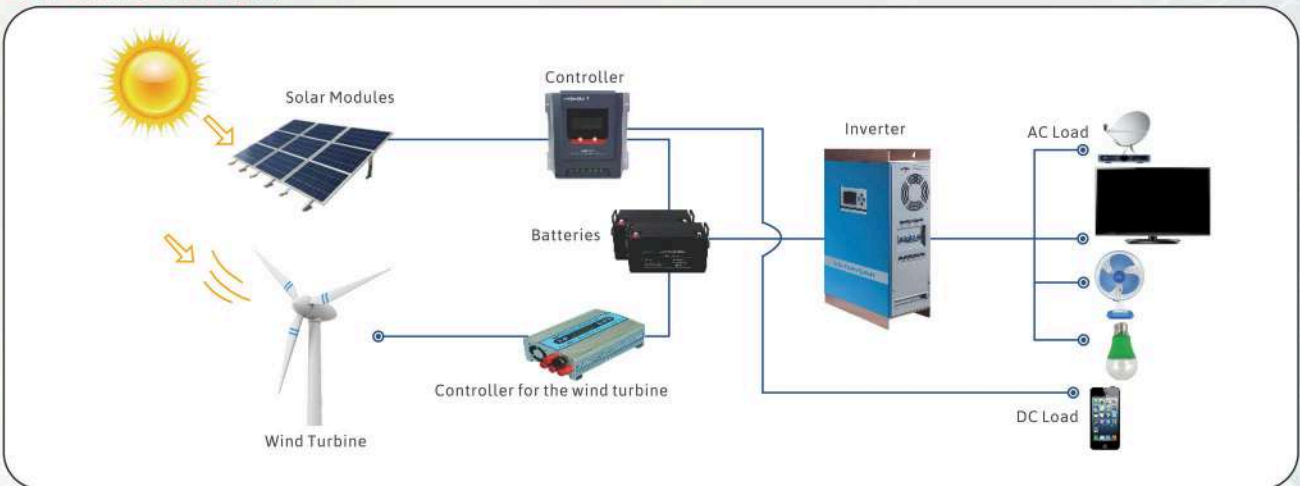 Solar Modules
Controller
Inverter
AC Load
Batteries
Controller for the wind turbine
DC Load
Wind Turbine